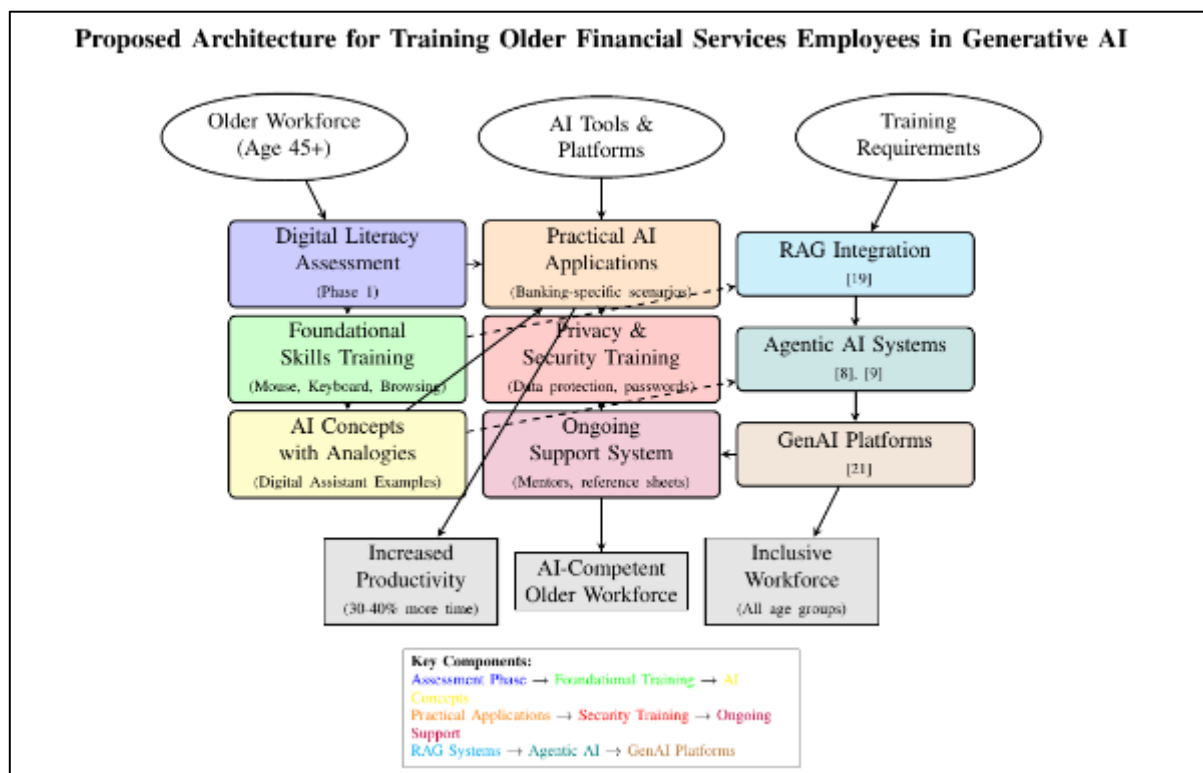 Proposed Architecture for Training Older Financial Services Employees in Generative AI
Older Workforce
(Age 45+)
AI Tools &
Platforms
Training
Requirements
Digital Literacy
Assessment
(Phase 1)
Practical AI
Applications
(Banking-specific scenarios)
RAG Integration
[19]
Foundational
Skills Training
(Mouse, Keyboard, Browsing)
Privacy &
Security Training
(Data protection, passwords)
Agentic AI Systems
[8], [9]
AI Concepts
with Analogies
(Digital Assistant Examples)
Ongoing
Support System
(Mentors, reference sheets)
GenAI Platforms
[21]
Increased
Productivity
(30-40% more time)
AI-Competent
Older Workforce
Inclusive
Workforce
(All age groups)
Key Components:
Assessment Phase → Foundational Training → AI
Concepts
Practical Applications → Security Training → Ongoing
Support
RAG Systems → Agentic AI → GenAI Platforms